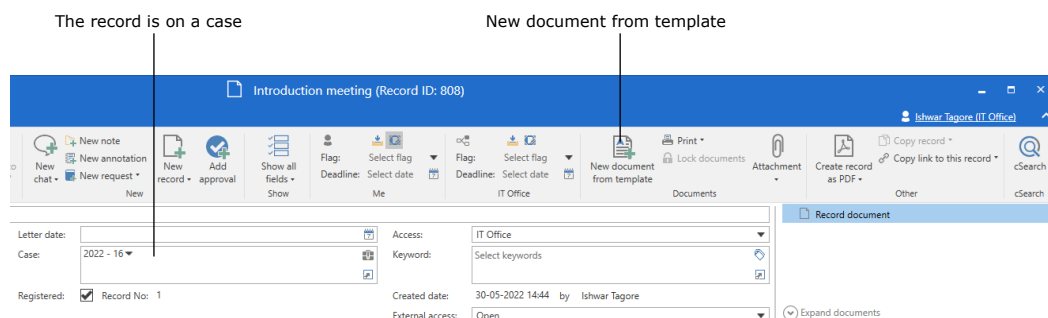 The record is on a case
New document from template
Introduction meeting (Record ID: 808)
Ishwar Tagore (IT Office)
New chat
New note
New annotation
New request
New record
Add approval
New
Show all fields
Show
Flag: Select flag
Deadline: Select date
Me
Flag: Select flag
Deadline: Select date
IT Office
New document from template
Print
Lock documents
Attachment
Documents
Create record as PDF
Copy record
Copy link to this record
Other
cSearch
cSearch
Record document
Letter date:
Access: IT Office
Case: 2022 - 16
Keyword: Select keywords
Registered: Record No: 1
Created date: 30-05-2022 14:44 by Ishwar Tagore
External access: Open
Expand documents